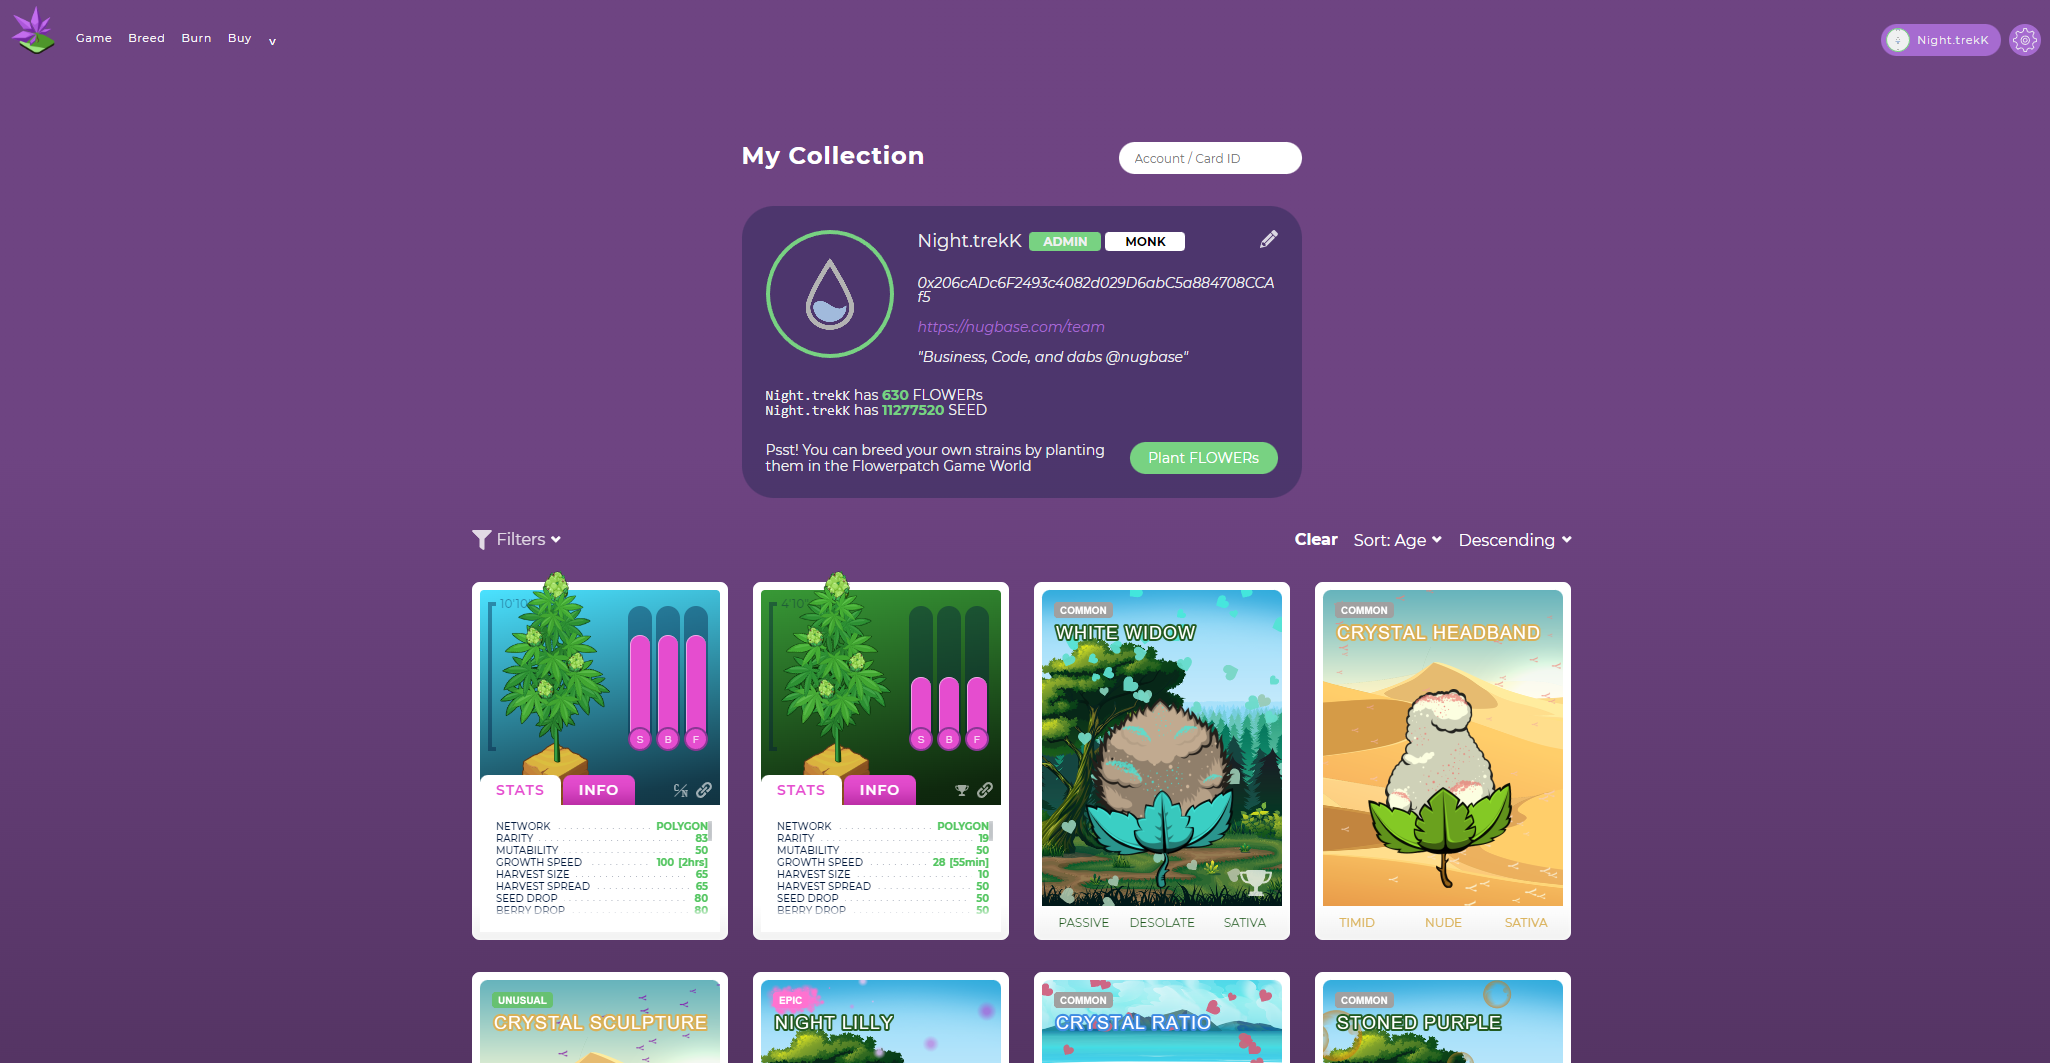 Game Breed Burn Buy v
Night.trekK
My Collection
Account / Card ID
Night.trekK ADMIN MONK
0x206cADc6F2493c4082d029D6abC5a884708CCA
f5
https://nugbase.com/team
"Business, Code, and dabs @nugbase"
Night.trekK has 630 FLOWERs
Night.trekK has 11277520 SEED
Psst! You can breed your own strains by planting
them in the Flowerpatch Game World
Plant FLOWERs
Filters
Clear Sort: Age Descending
10'10
S B F
STATS INFO
NETWORK POLYGON
RARITY 83
MUTABILITY 50
GROWTH SPEED 100 [2hrs]
HARVEST SIZE 65
HARVEST SPREAD 65
SEED DROP 80
BERRY DROP 80
4'10
S B F
STATS INFO
NETWORK POLYGON
RARITY 19
MUTABILITY 50
GROWTH SPEED 28 [55min]
HARVEST SIZE 10
HARVEST SPREAD 50
SEED DROP 50
BERRY DROP 50
COMMON
WHITE WIDOW
PASSIVE DESOLATE SATIVA
COMMON
CRYSTAL HEADBAND
TIMID NUDE SATIVA
UNUSUAL
CRYSTAL SCULPTURE
EPIC
NIGHT LILLY
COMMON
CRYSTAL RATIO
COMMON
STONED PURPLE